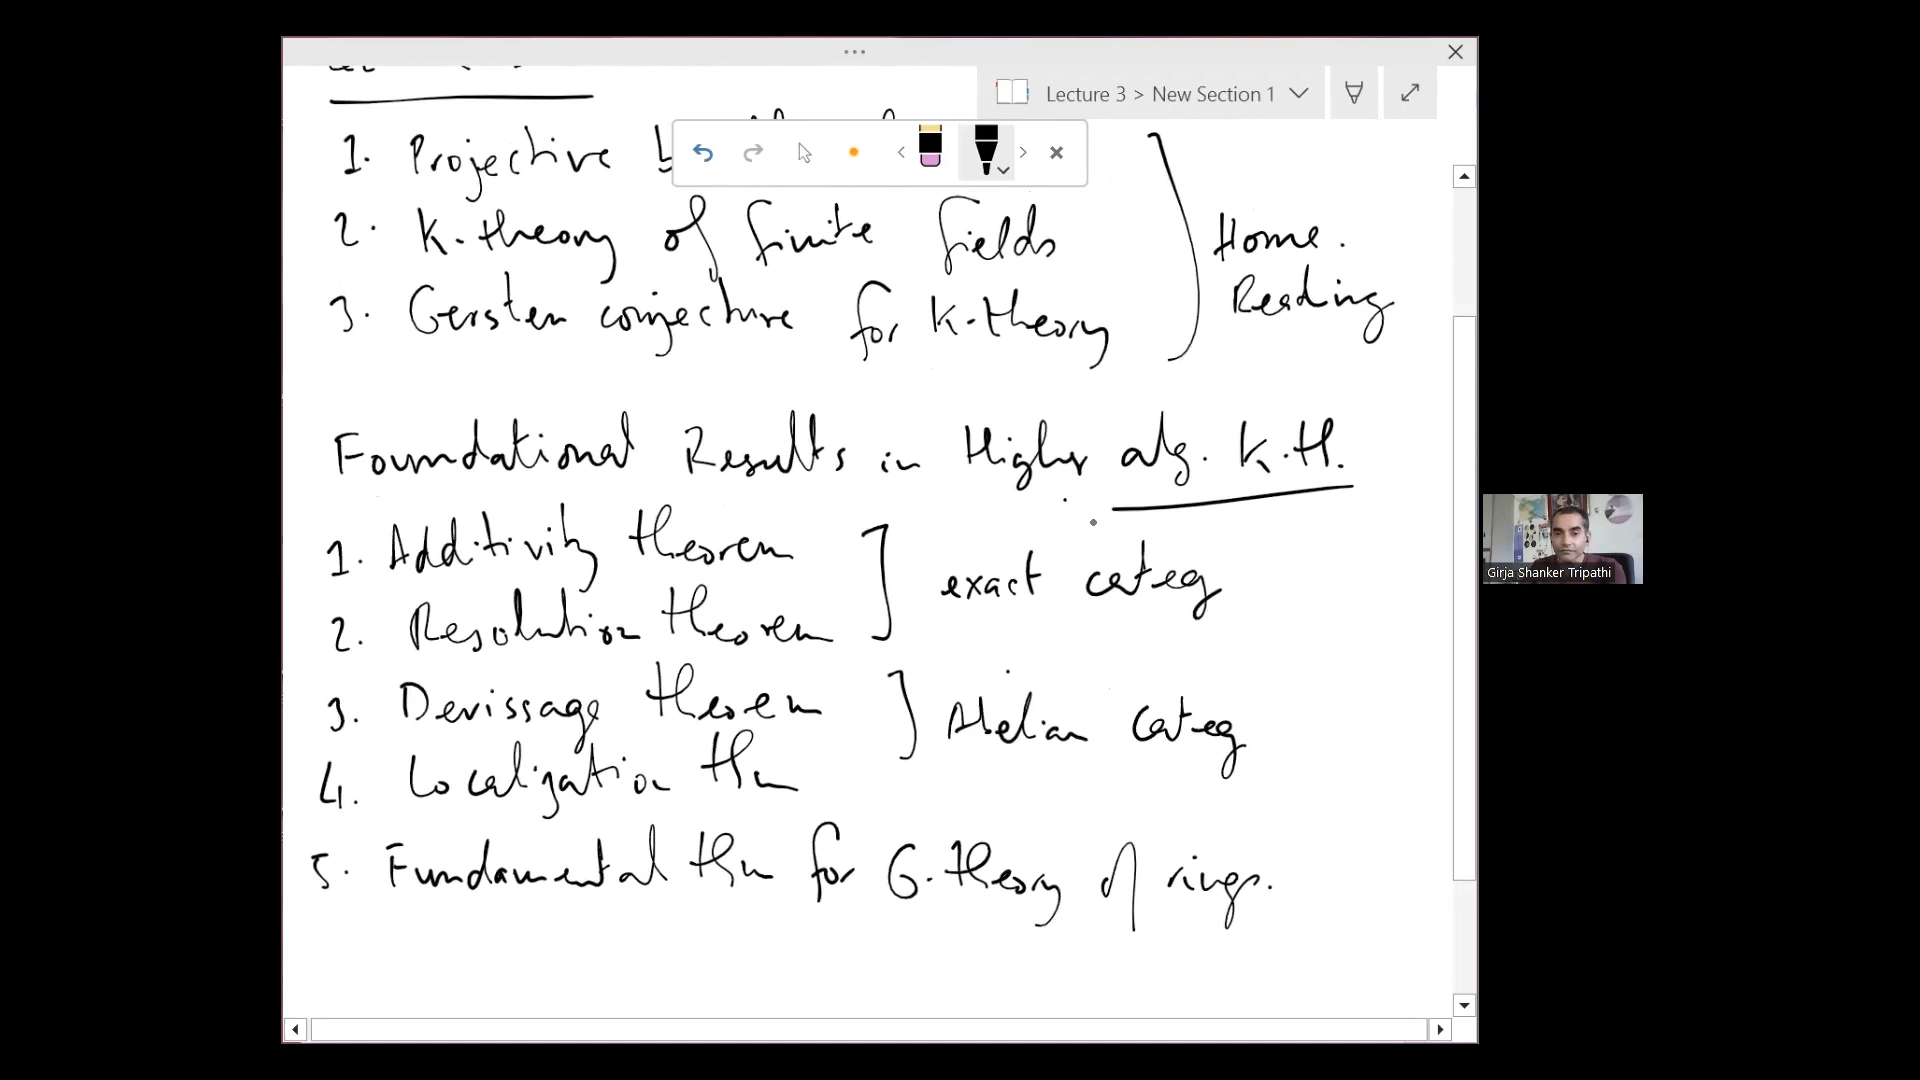 Lecture 3 > New Section 1
1. Projective
2. K-theory of finite fields
3. Gersten conjecture for K-theory
Home.
Reading
Foundational Results in Higher alg. K.H.
1. Additivity theorem
2. Resolution theorem
exact categ
3. Devissage theorem
4. Localization thm
Abelian categ
5. Fundamental thm for G-theory of rings.
Girja Shanker Tripathi